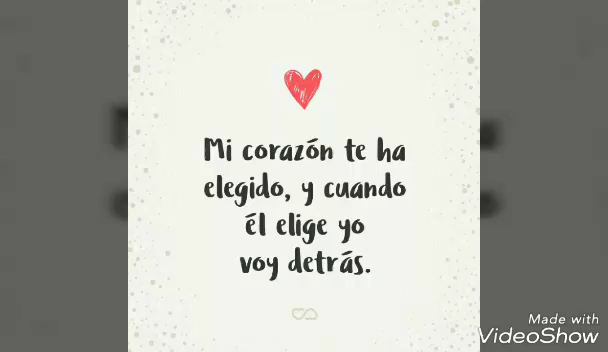 Mi corazón te ha
elegido, y cuando
él elige yo
voy detrás.
Made with
VideoShow